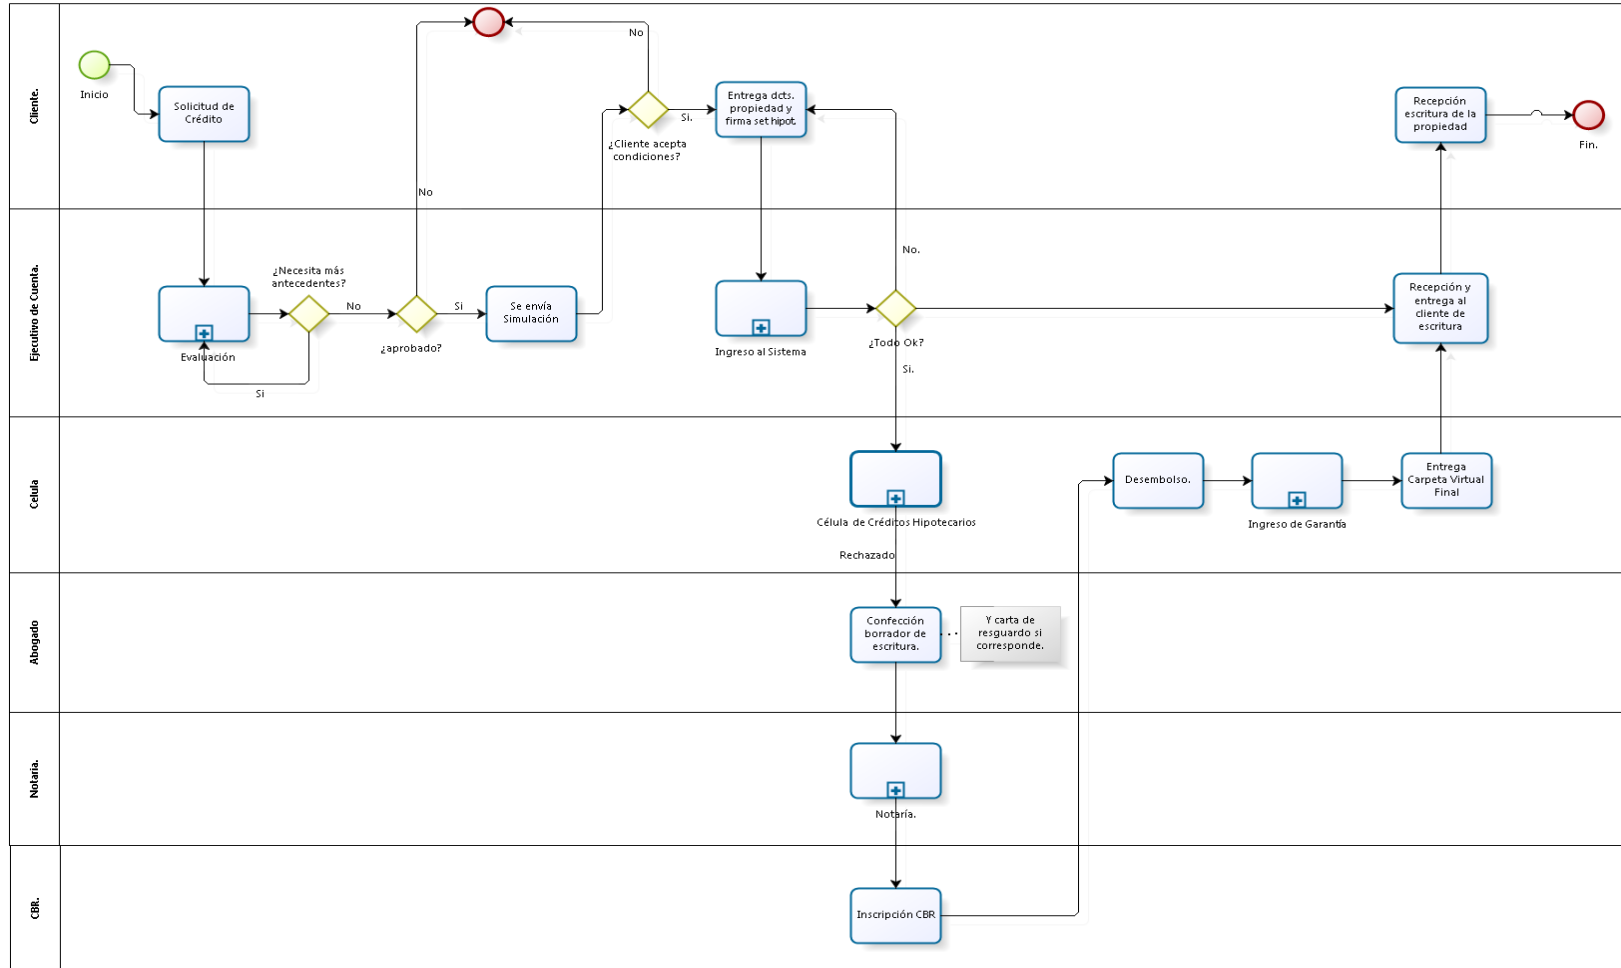 Cliente.
Inicio
Solicitud de
Crédito
No
No
¿Cliente acepta
condiciones?
Si.
Entrega dcts.
propiedad y
firma set hipot.
Recepción
escritura de la
propiedad
Fin.
Ejecutivo de Cuenta.
Evaluación
¿Necesita más
antecedentes?
No
Si
¿aprobado?
Si
Se envía
Simulación
Ingreso al Sistema
No.
¿Todo Ok?
Si.
Recepción y
entrega al
cliente de
escritura
Celula
Célula de Créditos Hipotecarios
Rechazado
Desembolso.
Ingreso de Garantía
Entrega
Carpeta Virtual
Final
Abogado
Confección
borrador de
escritura.
Y carta de
resguardo si
corresponde.
Notaria.
Notaría.
CBR.
Inscripción CBR